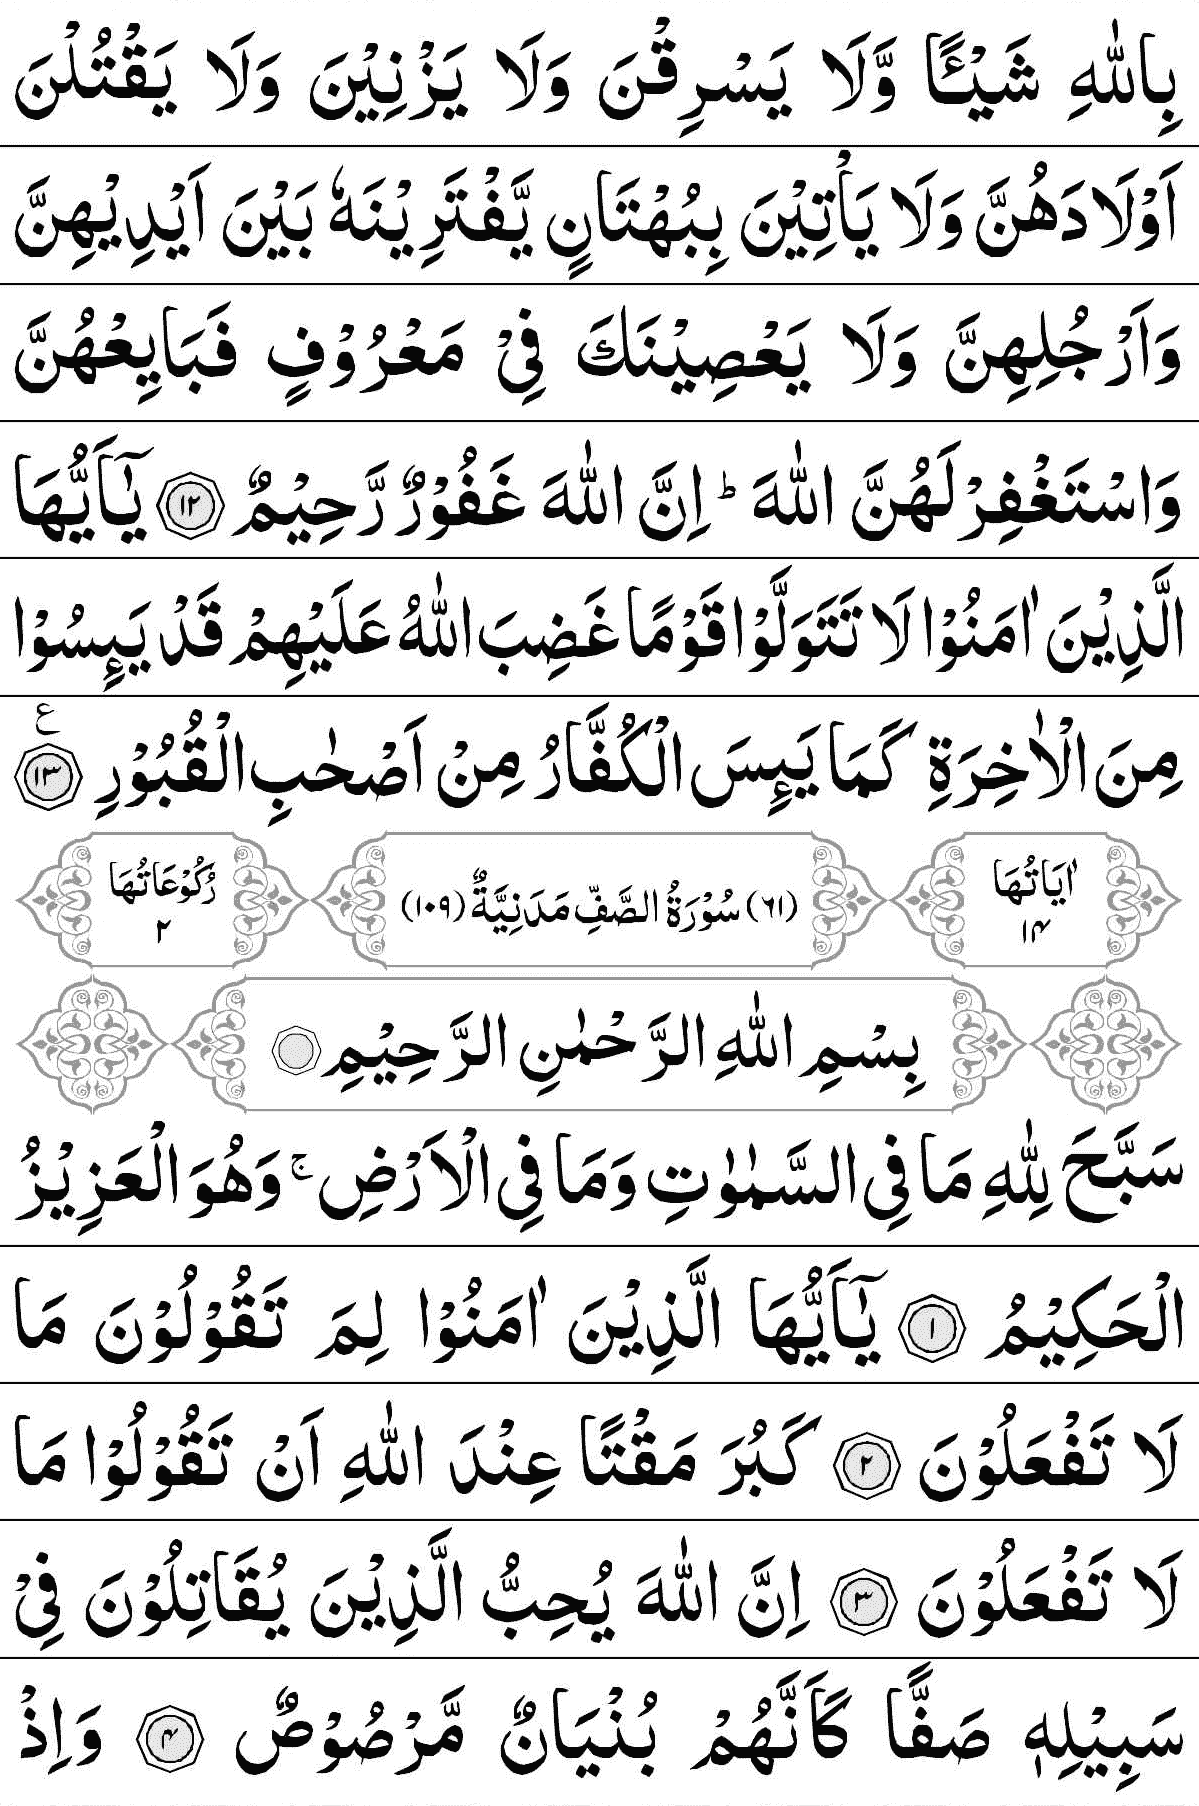 بِاللّٰهِ شَيْـًٔا وَّلَا يَسْرِقْنَ وَلَا يَزْنِيْنَ وَلَا يَقْتُلْنَ
اَوْلَادَهُنَّ وَلَا يَاْتِيْنَ بِبُهْتَانٍ يَّفْتَرِيْنَهٗ بَيْنَ اَيْدِيْهِنَّ
وَاَرْجُلِهِنَّ وَلَا يَعْصِيْنَكَ فِيْ مَعْرُوْفٍ فَبَايِعْهُنَّ
وَاسْتَغْفِرْ لَهُنَّ اللّٰهَ ؕ اِنَّ اللّٰهَ غَفُوْرٌ رَّحِيْمٌ ۱۲ يٰۤاَيُّهَا
الَّذِيْنَ اٰمَنُوْا لَا تَتَوَلَّوْا قَوْمًا غَضِبَ اللّٰهُ عَلَيْهِمْ قَدْ يَىِٕسُوْا
مِنَ الْاٰخِرَةِ كَمَا يَىِٕسَ الْكُفَّارُ مِنْ اَصْحٰبِ الْقُبُوْرِ ۱۳ ع
اٰيَاتُهَا ۱۴ (۶۱) سُوْرَةُ الصَّفِّ مَدَنِيَّةٌ (۱۰۹) رُكُوْعَاتُهَا ۲
بِسْمِ اللّٰهِ الرَّحْمٰنِ الرَّحِيْمِ
سَبَّحَ لِلّٰهِ مَا فِي السَّمٰوٰتِ وَمَا فِي الْاَرْضِ ۚ وَهُوَ الْعَزِيْزُ
الْحَكِيْمُ ۱ يٰۤاَيُّهَا الَّذِيْنَ اٰمَنُوْا لِمَ تَقُوْلُوْنَ مَا
لَا تَفْعَلُوْنَ ۲ كَبُرَ مَقْتًا عِنْدَ اللّٰهِ اَنْ تَقُوْلُوْا مَا
لَا تَفْعَلُوْنَ ۳ اِنَّ اللّٰهَ يُحِبُّ الَّذِيْنَ يُقَاتِلُوْنَ فِيْ
سَبِيْلِهٖ صَفًّا كَاَنَّهُمْ بُنْيَانٌ مَّرْصُوْصٌ ۴ وَاِذْ